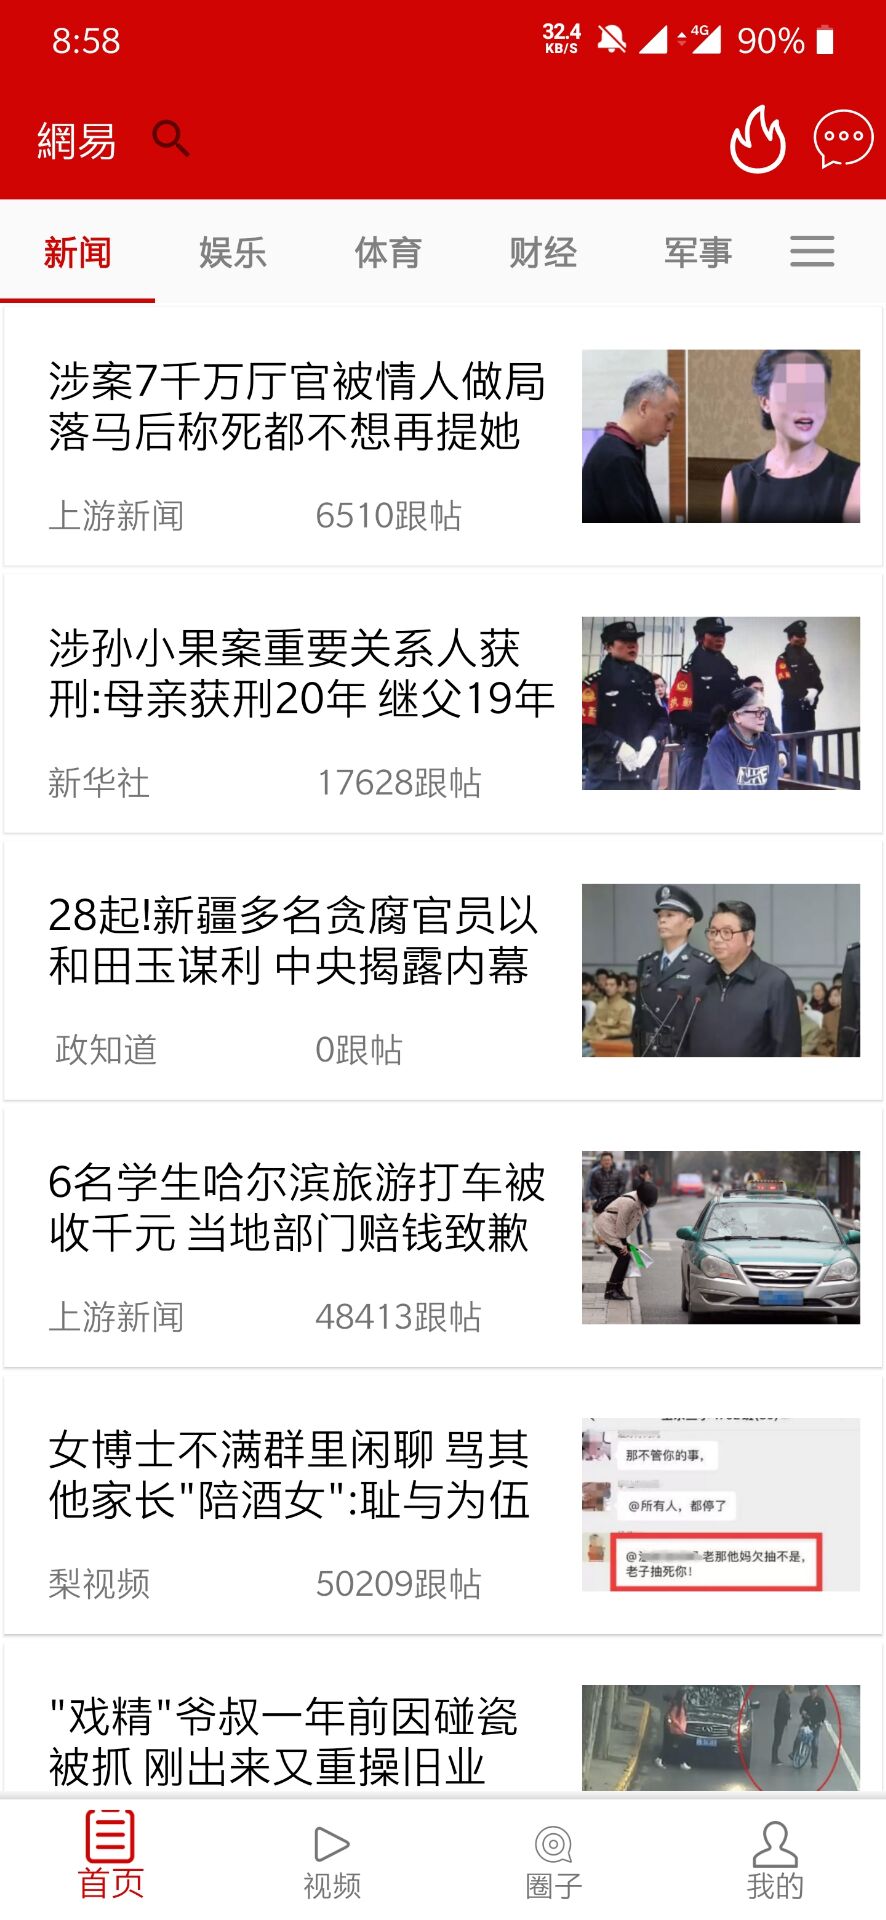 8:58
32.4
KB/S
4G
90%
網易
新闻 娱乐 体育 财经 军事
涉案7千万厅官被情人做局
落马后称死都不想再提她
上游新闻 6510跟帖
涉孙小果案重要关系人获
刑:母亲获刑20年 继父19年
新华社 17628跟帖
28起!新疆多名贪腐官员以
和田玉谋利 中央揭露内幕
政知道 0跟帖
6名学生哈尔滨旅游打车被
收千元 当地部门赔钱致歉
上游新闻 48413跟帖
女博士不满群里闲聊 骂其
他家长"陪酒女":耻与为伍
梨视频 50209跟帖
那不管你的事,
@所有人，都停了
老那他妈欠抽不是,
老子抽死你!
"戏精"爷叔一年前因碰瓷
被抓 刚出来又重操旧业
首页 视频 圈子 我的